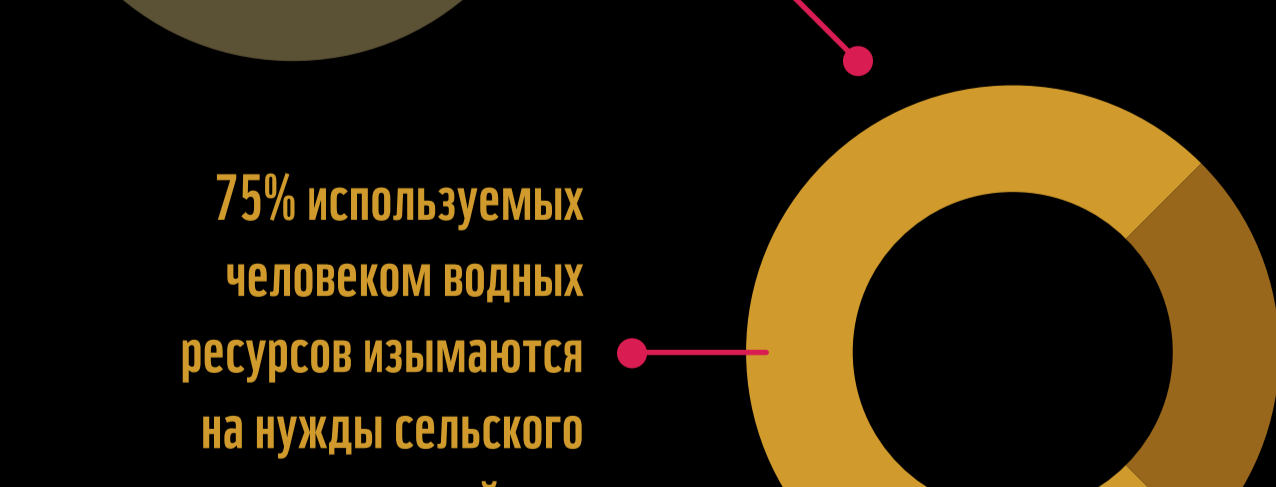 75% используемых
человеком водных
ресурсов изымаются
на нужды сельского